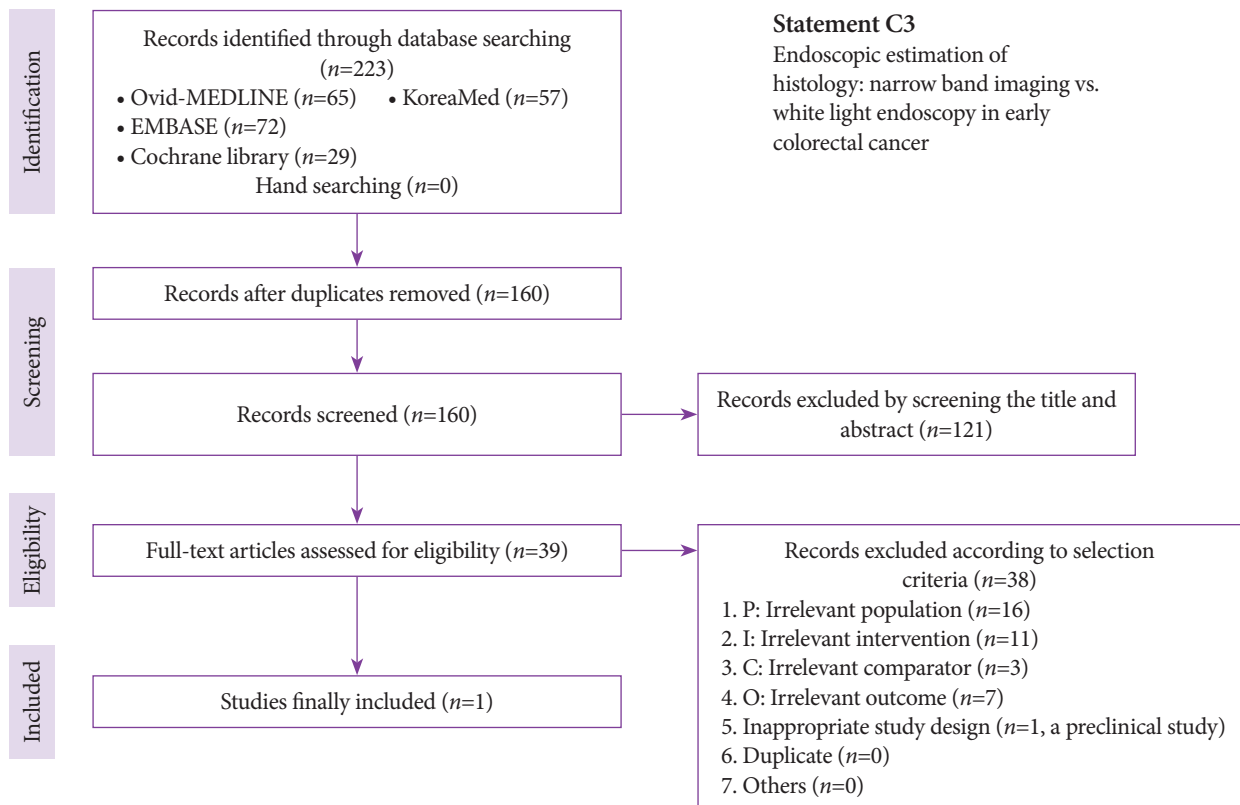 Identification
Records identified through database searching
(n=223)
• Ovid-MEDLINE (n=65) • KoreaMed (n=57)
• EMBASE (n=72)
• Cochrane library (n=29)
Hand searching (n=0)
Statement C3
Endoscopic estimation of
histology: narrow band imaging vs.
white light endoscopy in early
colorectal cancer
Screening
Records after duplicates removed (n=160)
Records screened (n=160)
Records excluded by screening the title and
abstract (n=121)
Eligibility
Full-text articles assessed for eligibility (n=39)
Records excluded according to selection
criteria (n=38)
1. P: Irrelevant population (n=16)
2. I: Irrelevant intervention (n=11)
3. C: Irrelevant comparator (n=3)
4. O: Irrelevant outcome (n=7)
5. Inappropriate study design (n=1, a preclinical study)
6. Duplicate (n=0)
7. Others (n=0)
Included
Studies finally included (n=1)